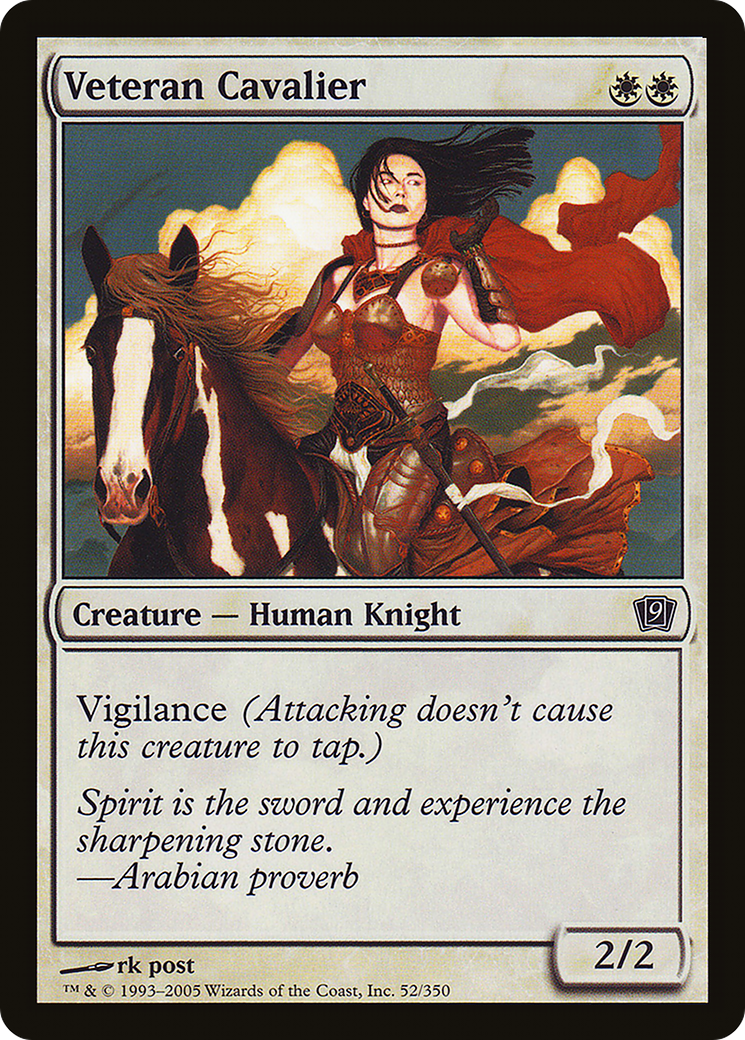 Veteran Cavalier
Creature — Human Knight
9
Vigilance (Attacking doesn't cause
this creature to tap.)
Spirit is the sword and experience the
sharpening stone.
—Arabian proverb
2/2
rk post
™ & © 1993–2005 Wizards of the Coast, Inc. 52/350